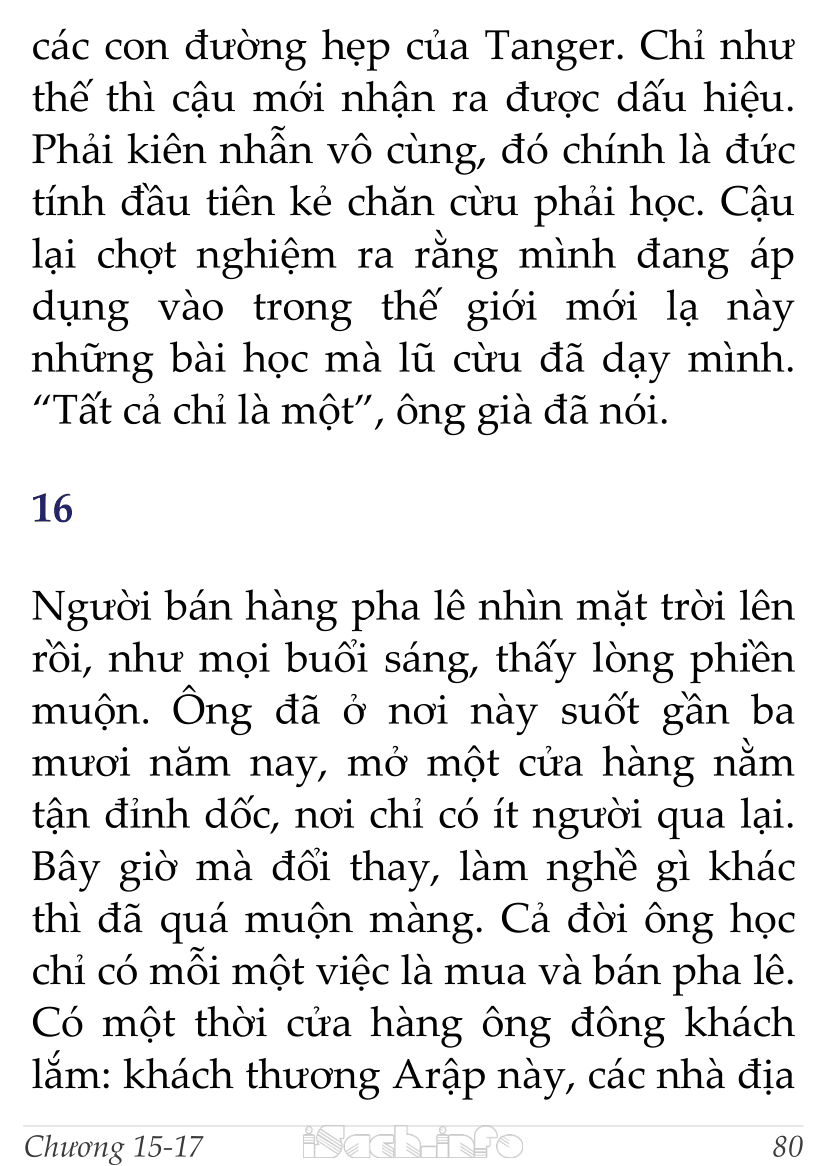 các con đường hẹp của Tanger. Chỉ như
thế thì cậu mới nhận ra được dấu hiệu.
Phải kiên nhẫn vô cùng, đó chính là đức
tính đầu tiên kẻ chăn cừu phải học. Cậu
lại chợt nghiệm ra rằng mình đang áp
dụng vào trong thế giới mới lạ này
những bài học mà lũ cừu đã dạy mình.
“Tất cả chỉ là một”, ông già đã nói.
16
Người bán hàng pha lê nhìn mặt trời lên
rồi, như mọi buổi sáng, thấy lòng phiền
muộn. Ông đã ở nơi này suốt gần ba
mươi năm nay, mở một cửa hàng nằm
tận đỉnh dốc, nơi chỉ có ít người qua lại.
Bây giờ mà đổi thay, làm nghề gì khác
thì đã quá muộn màng. Cả đời ông học
chỉ có mỗi một việc là mua và bán pha lê.
Có một thời cửa hàng ông đông khách
lắm: khách thương Arập này, các nhà địa
Chương 15-17 iSach.info 80